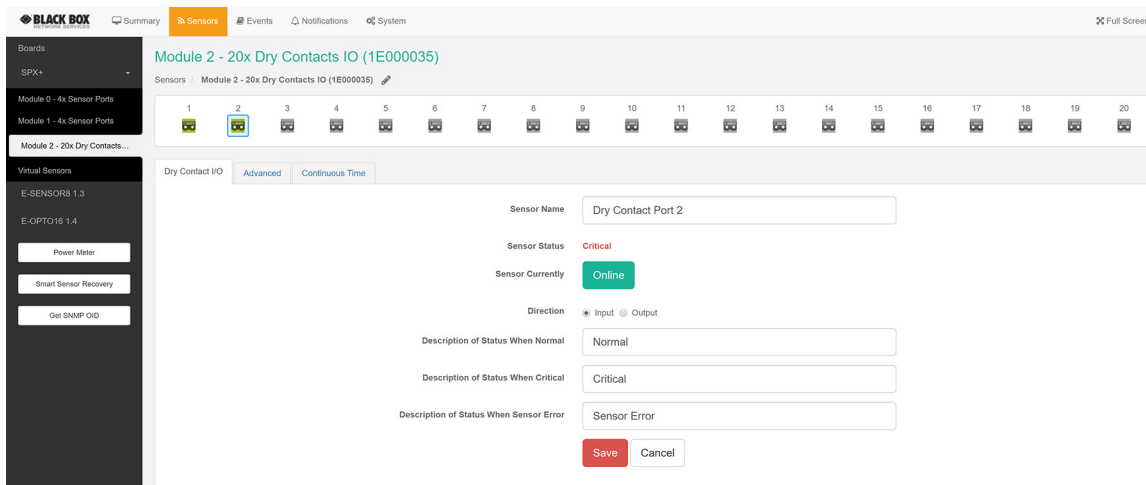 BLACK BOX
NETWORK SERVICES
Summary
Sensors
Events
Notifications
System
Full Screen
Boards
SPX+
Module 0 - 4x Sensor Ports
Module 1 - 4x Sensor Ports
Module 2 - 20x Dry Contacts...
Virtual Sensors
E-SENSOR8 1.3
E-OPTO16 1.4
Power Meter
Smart Sensor Recovery
Get SNMP OID
Module 2 - 20x Dry Contacts IO (1E000035)
Sensors / Module 2 - 20x Dry Contacts IO (1E000035)
1 2 3 4 5 6 7 8 9 10 11 12 13 14 15 16 17 18 19 20
Dry Contact I/O
Advanced
Continuous Time
Sensor Name Dry Contact Port 2
Sensor Status Critical
Sensor Currently Online
Direction Input Output
Description of Status When Normal Normal
Description of Status When Critical Critical
Description of Status When Sensor Error Sensor Error
Save Cancel